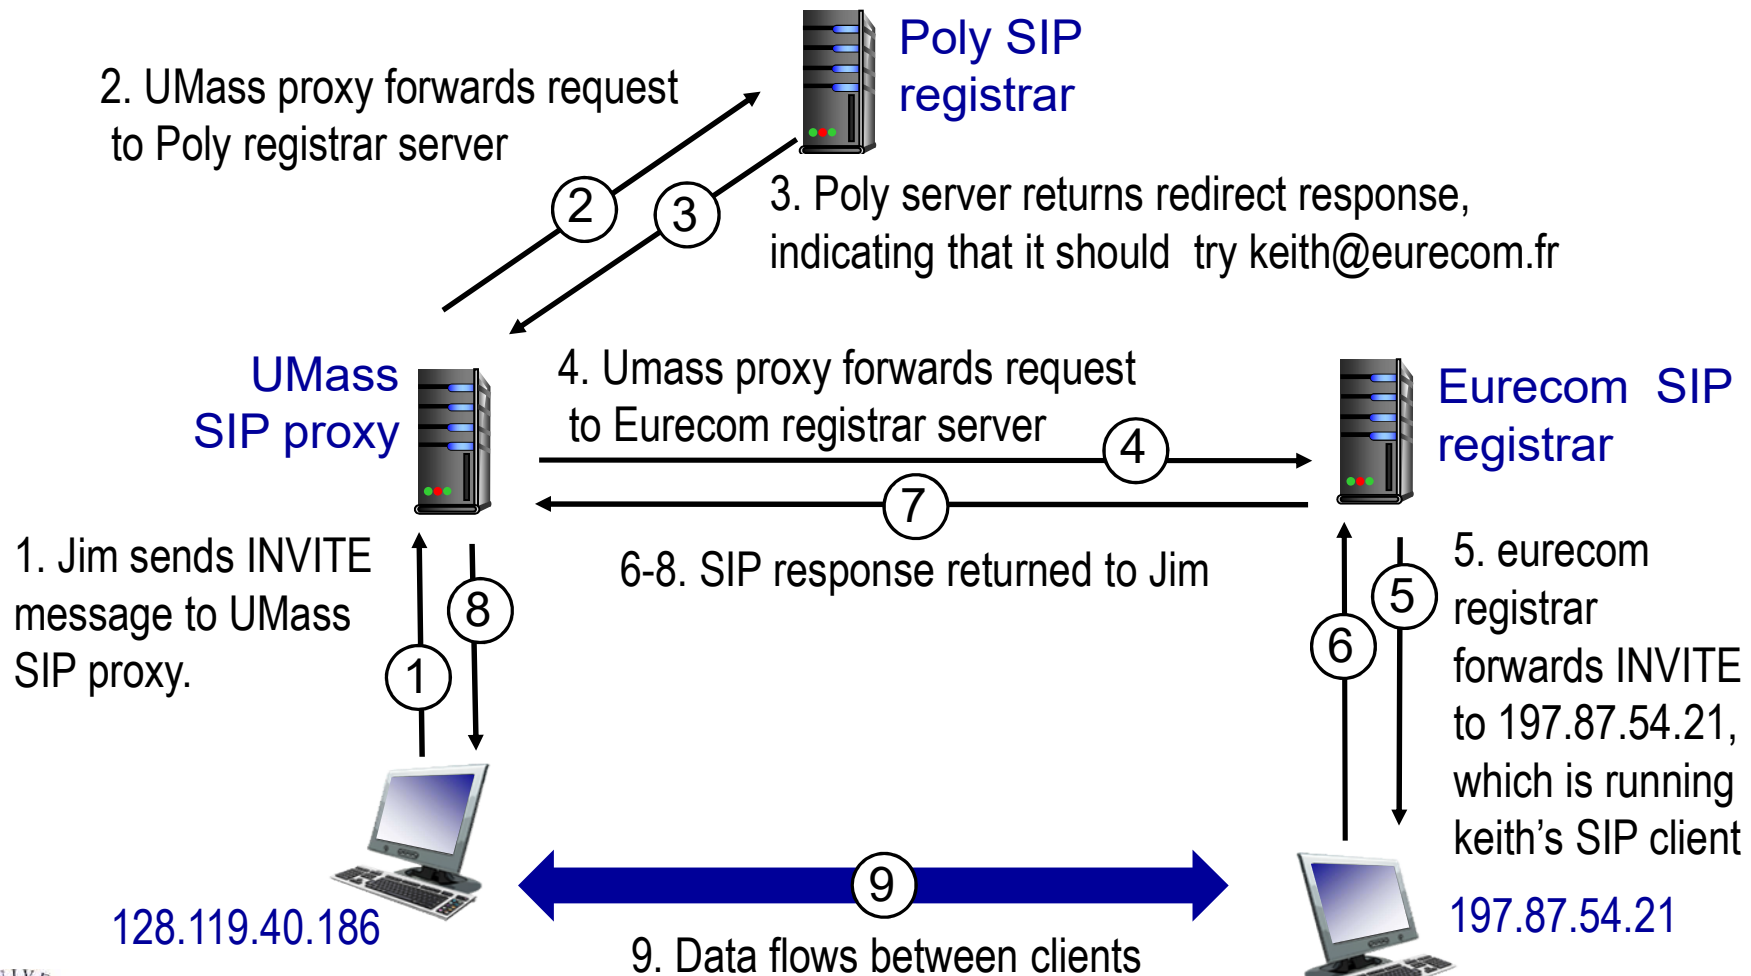 Poly SIP
registrar
2. UMass proxy forwards request
to Poly registrar server
2
3
3. Poly server returns redirect response,
indicating that it should try keith@eurecom.fr
UMass
SIP proxy
4. Umass proxy forwards request
to Eurecom registrar server
4
Eurecom SIP
registrar
7
1. Jim sends INVITE
message to UMass
SIP proxy.
8
1
6-8. SIP response returned to Jim
6
5
5. eurecom
registrar
forwards INVITE
to 197.87.54.21,
which is running
keith’s SIP client
9
128.119.40.186
197.87.54.21
9. Data flows between clients